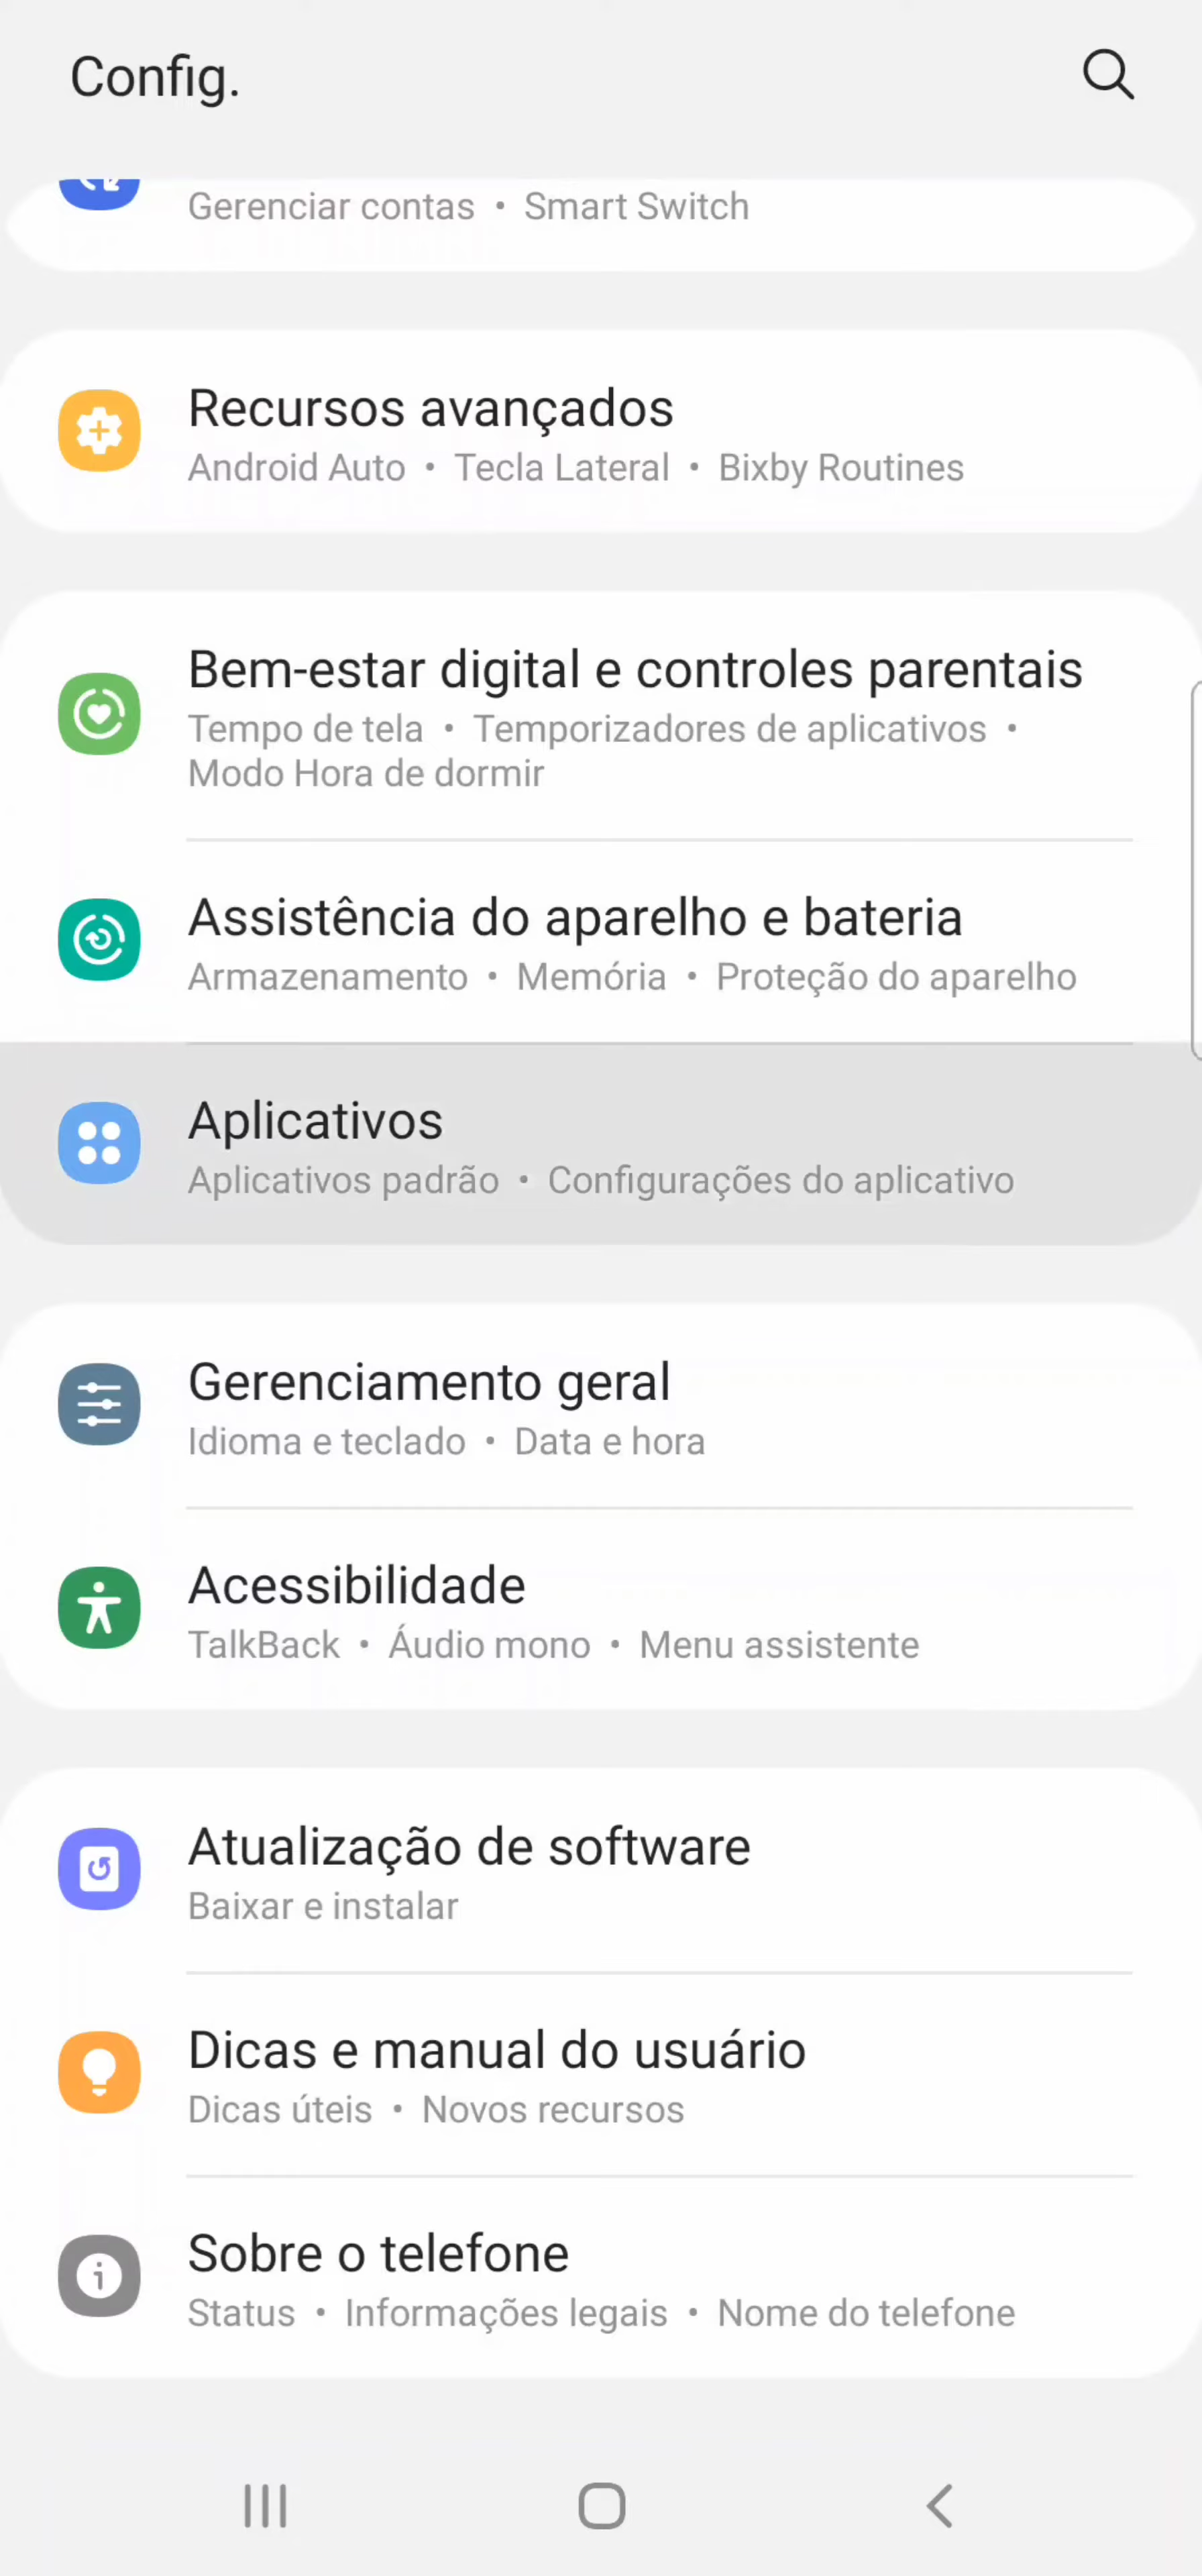 Config.
Gerenciar contas • Smart Switch
Recursos avançados
Android Auto • Tecla Lateral • Bixby Routines
Bem-estar digital e controles parentais
Tempo de tela • Temporizadores de aplicativos •
Modo Hora de dormir
Assistência do aparelho e bateria
Armazenamento • Memória • Proteção do aparelho
Aplicativos
Aplicativos padrão • Configurações do aplicativo
Gerenciamento geral
Idioma e teclado • Data e hora
Acessibilidade
TalkBack • Áudio mono • Menu assistente
Atualização de software
Baixar e instalar
Dicas e manual do usuário
Dicas úteis • Novos recursos
Sobre o telefone
Status • Informações legais • Nome do telefone